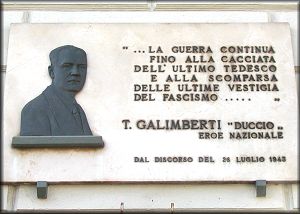 " ... LA GUERRA CONTINUA
FINO ALLA CACCIATA
DELL'ULTIMO TEDESCO
E ALLA SCOMPARSA
DELLE ULTIME VESTIGIA
DEL FASCISMO ..... "
T. GALIMBERTI "DUCCIO"
EROE NAZIONALE
DAL DISCORSO DEL 26 LUGLIO 1943